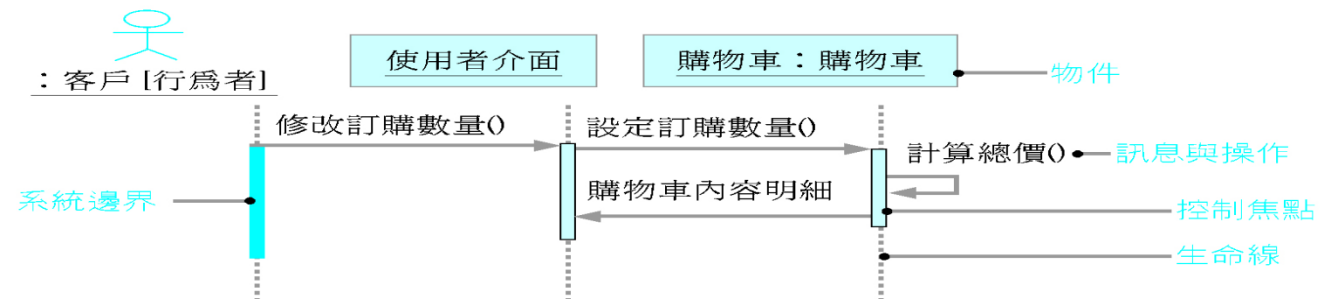 ：客戶[行為者]
使用者介面
購物車：購物車
物件
修改訂購數量()
設定訂購數量()
計算總價()
訊息與操作
購物車內容明細
系統邊界
控制焦點
生命線